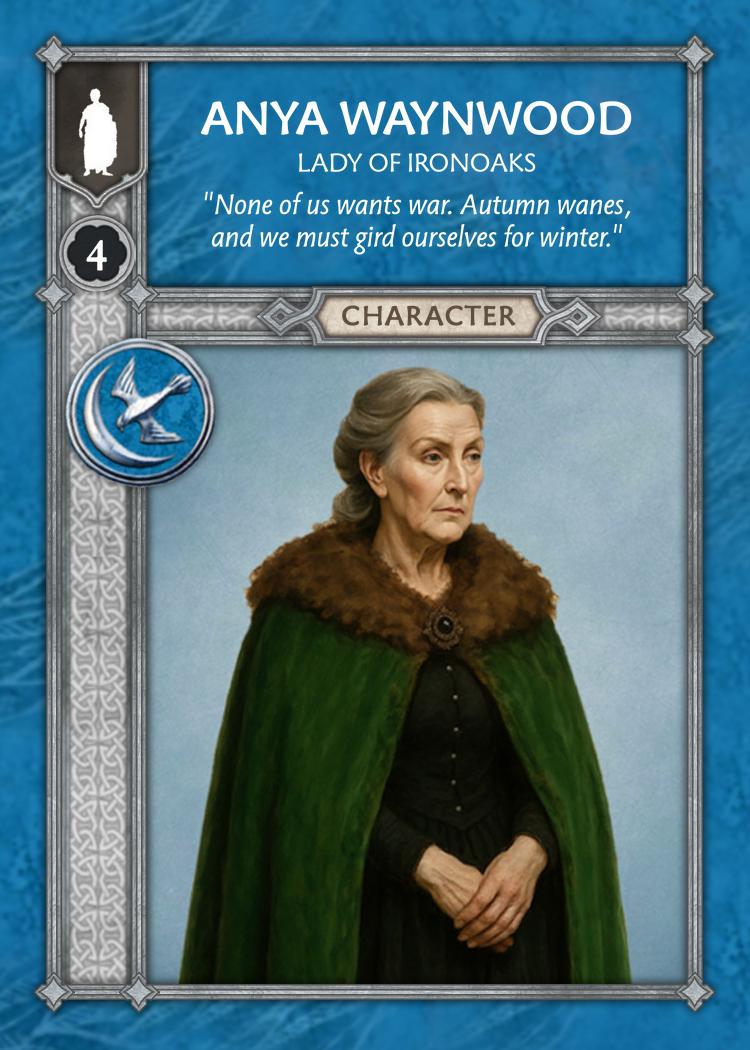 ANYA WAYNWOOD
LADY OF IRONOAKS
"None of us wants war. Autumn wanes,
and we must gird ourselves for winter."
4
CHARACTER